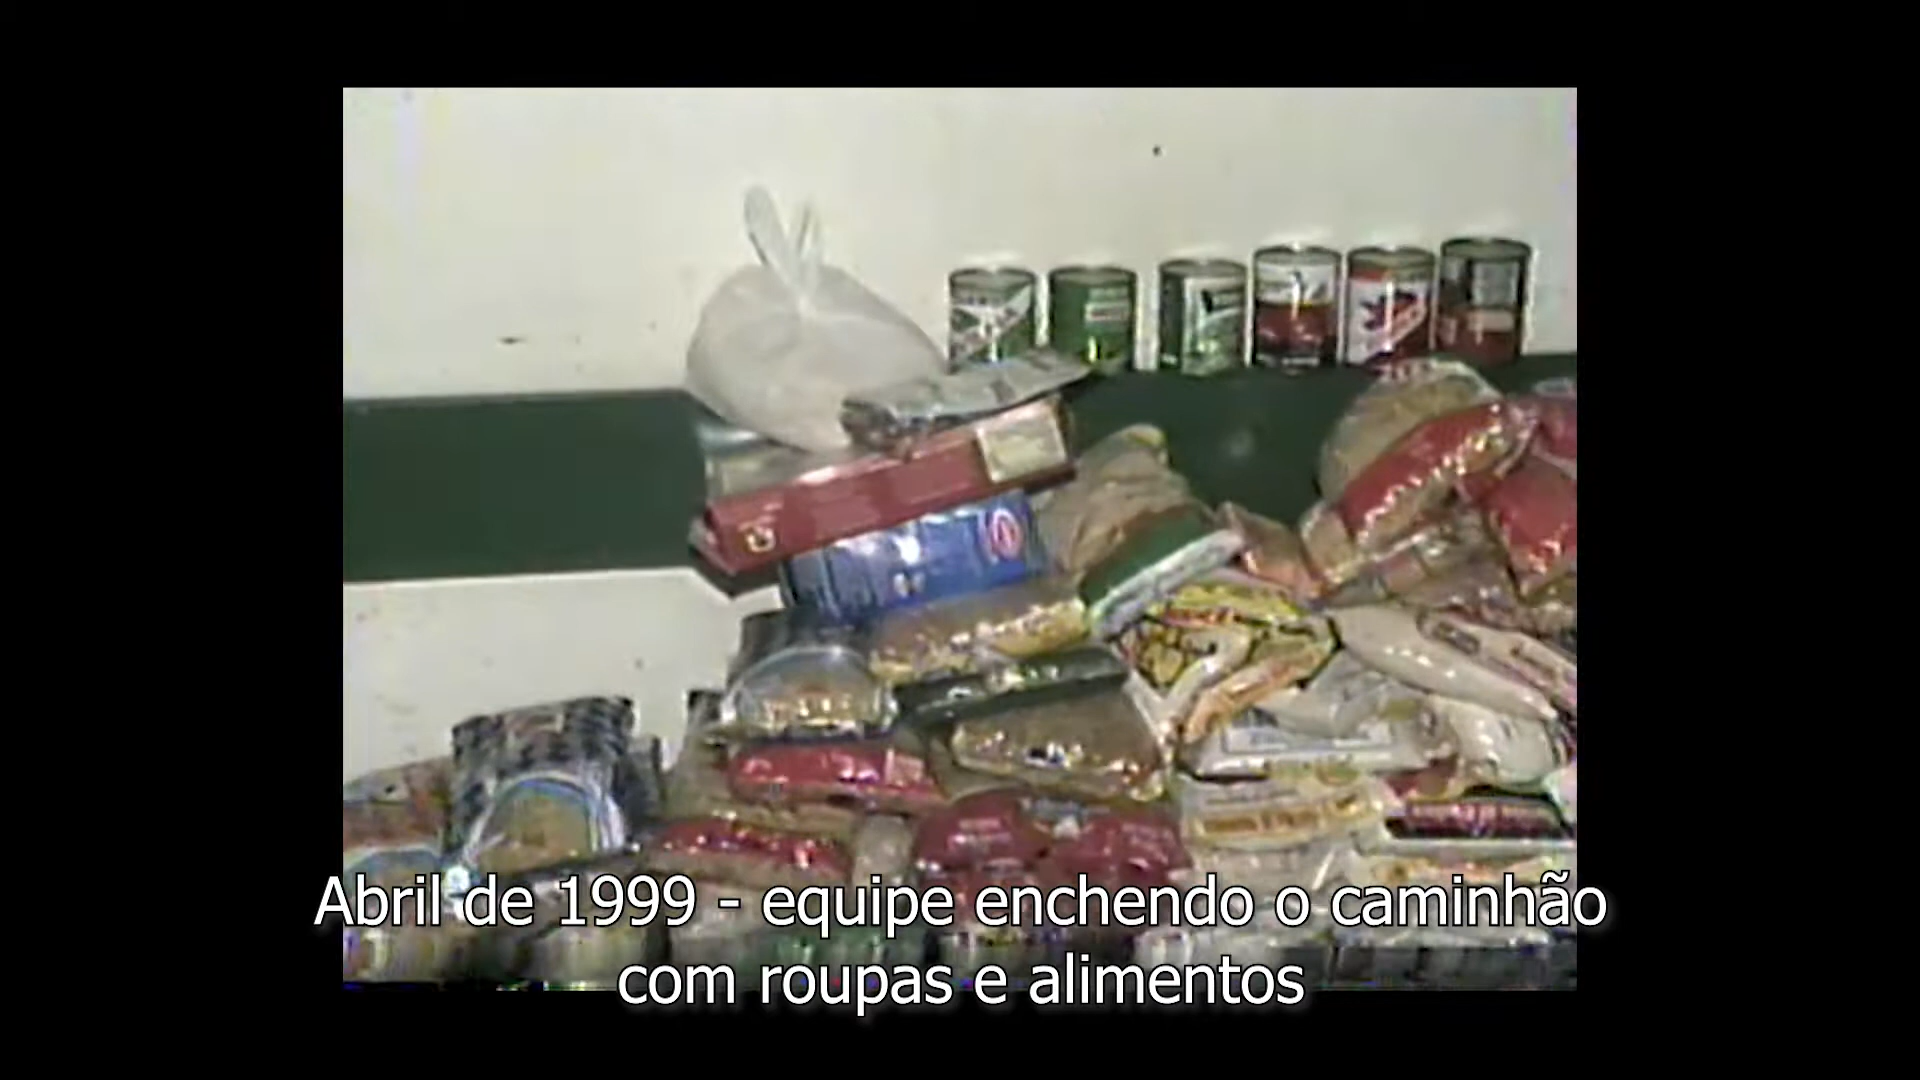 Abril de 1999 - equipe enchendo o caminhão
com roupas e alimentos